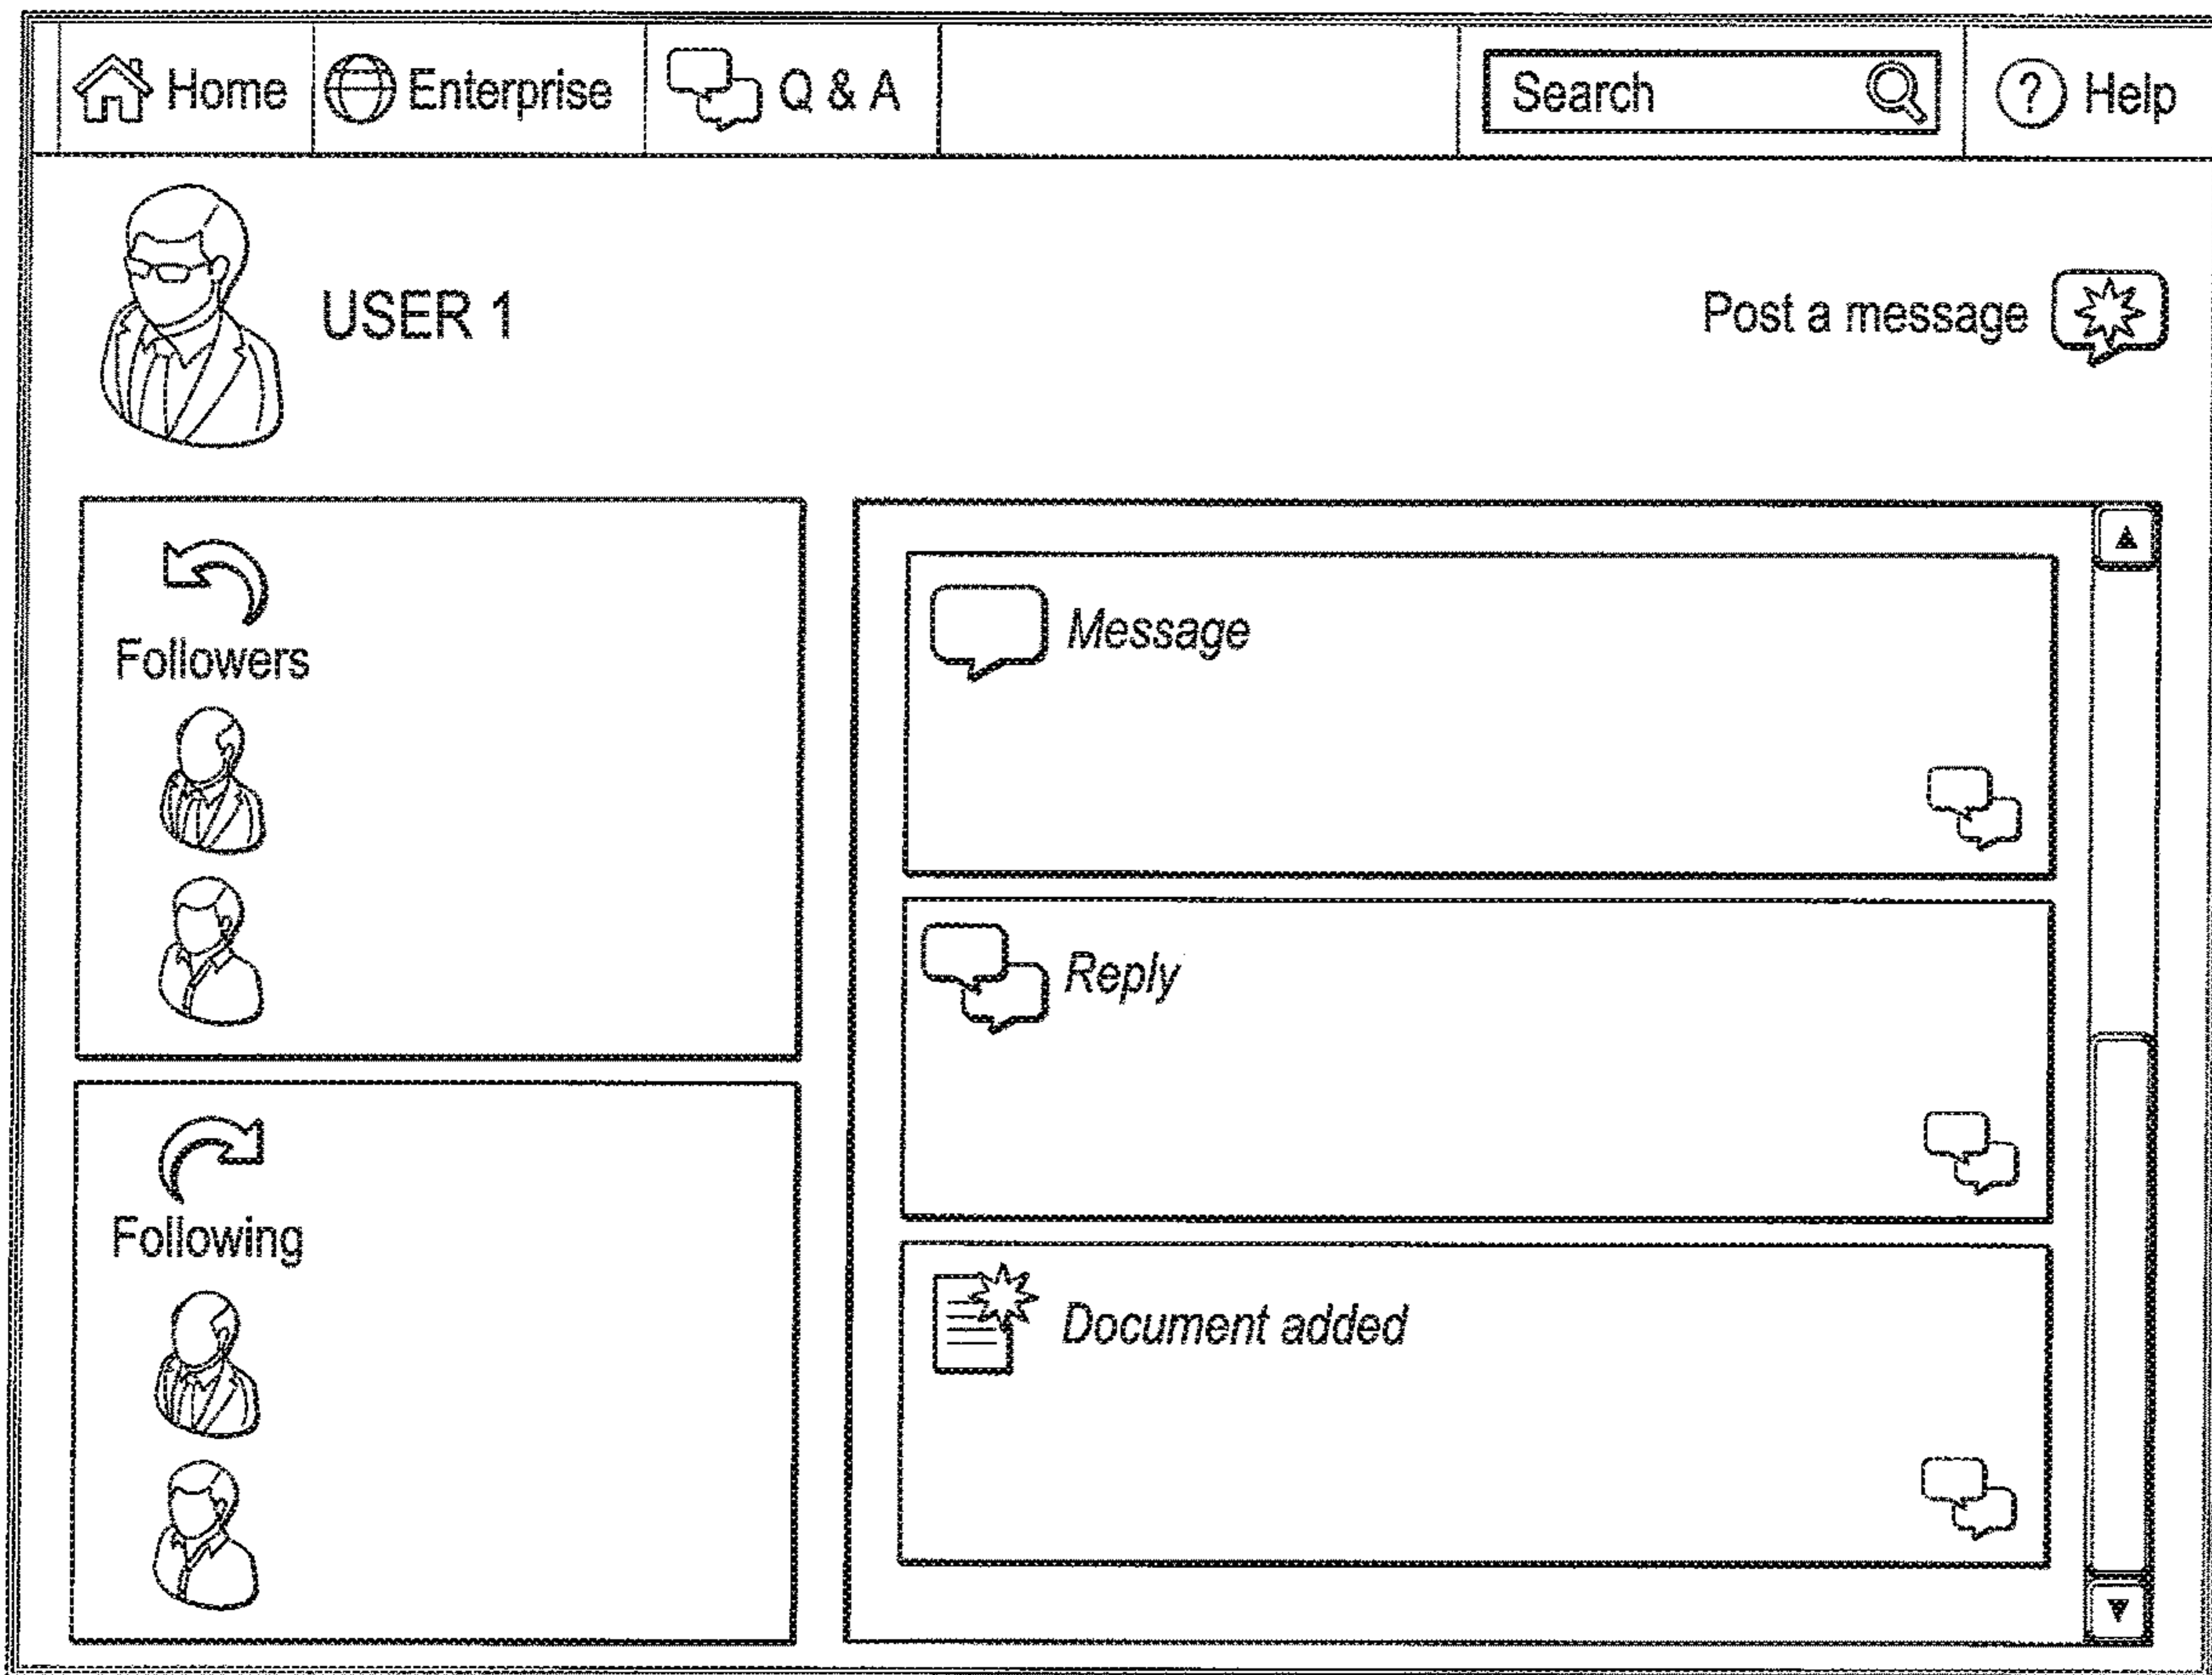 Home Enterprise Q & A Search ? Help
USER 1
Post a message
Followers
Following
Message
Reply
Document added